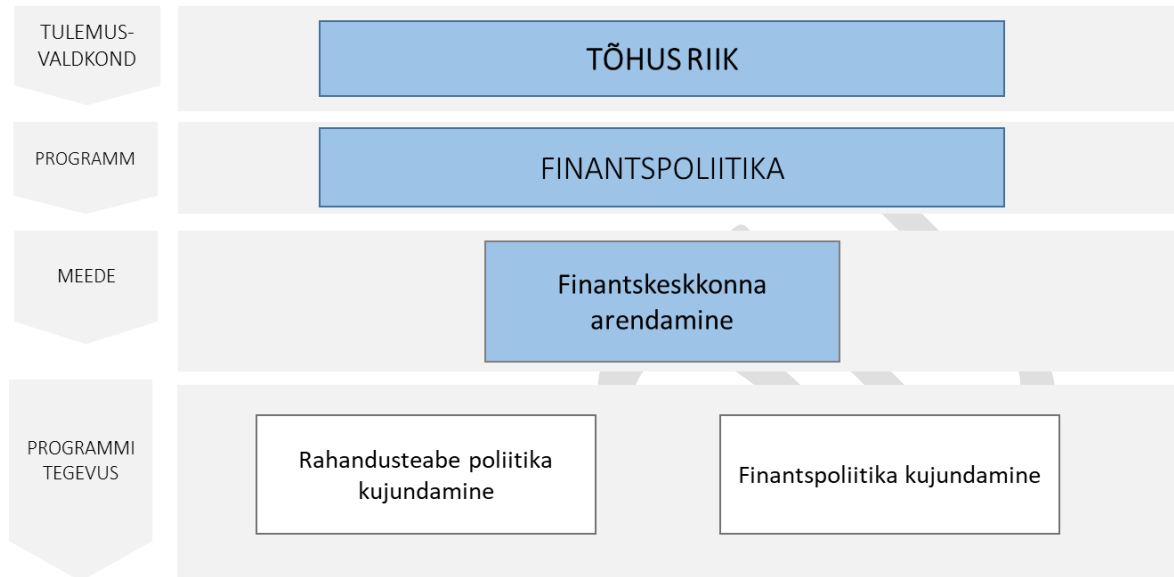 TULEMUS-
VALDKOND
TÕHUS RIIK
PROGRAMM
FINANTSPOLIITIKA
MEEDE
Finantskeskkonna
arendamine
PROGRAMMI
TEGEVUS
Rahandusteabe poliitika
kujundamine
Finantspoliitika kujundamine